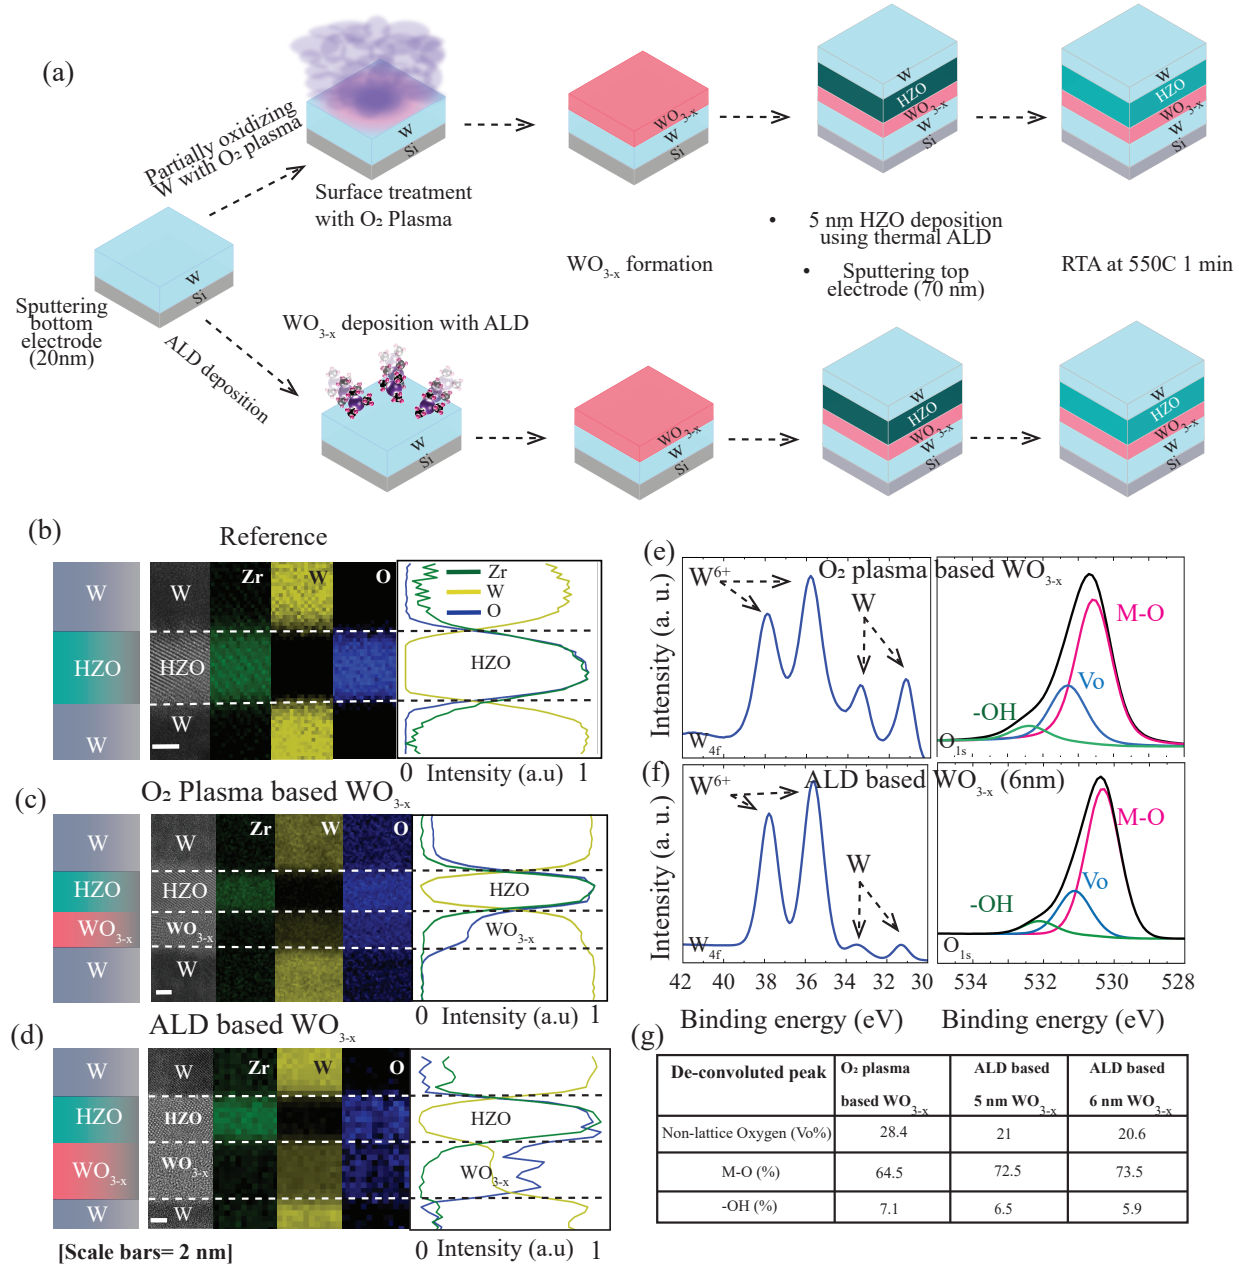 (a)
Partially oxidizing
W with O₂ plasma
W
Si
Surface treatment
with O₂ Plasma
WO3-x
W
Si
WO3-x formation
W
HZO
WO3-x
W
Si
• 5 nm HZO deposition
using thermal ALD
• Sputtering top
electrode (70 nm)
W
HZO
WO3-x
W
Si
RTA at 550C 1 min
W
Si
Sputtering
bottom
electrode
(20nm)
ALD deposition
WO3-x deposition with ALD
W
Si
WO3-x
W
Si
W
HZO
WO3-x
W
Si
W
HZO
WO3-x
W
Si
(b)
Reference
W
HZO
W
W
HZO
W
Zr
W
O
Zr
W
O
HZO
0 Intensity (a.u) 1
(c)
O₂ Plasma based WO3-x
W
HZO
WO3-x
W
W
HZO
WO3-x
W
Zr
W
O
HZO
WO3-x
0 Intensity (a.u) 1
(d)
ALD based WO3-x
W
HZO
WO3-x
W
W
HZO
WO3-x
W
Zr
W
O
HZO
WO3-x
0 Intensity (a.u) 1
[Scale bars= 2 nm]
(e)
O₂ plasma based WO3-x
Intensity (a. u.)
W6+
W
W4f
M-O
Vo
-OH
O1s
(f)
ALD based WO3-x (6nm)
Intensity (a. u.)
W6+
W
W4f
M-O
Vo
-OH
O1s
42 40 38 36 34 32 30
532 530 528
Binding energy (eV)
Binding energy (eV)
(g)
De-convoluted peak
O₂ plasma
based WO3-x
ALD based
5 nm WO3-x
ALD based
6 nm WO3-x
Non-lattice Oxygen (Vo%) 28.4 21 20.6
M-O (%) 64.5 72.5 73.5
-OH (%) 7.1 6.5 5.9